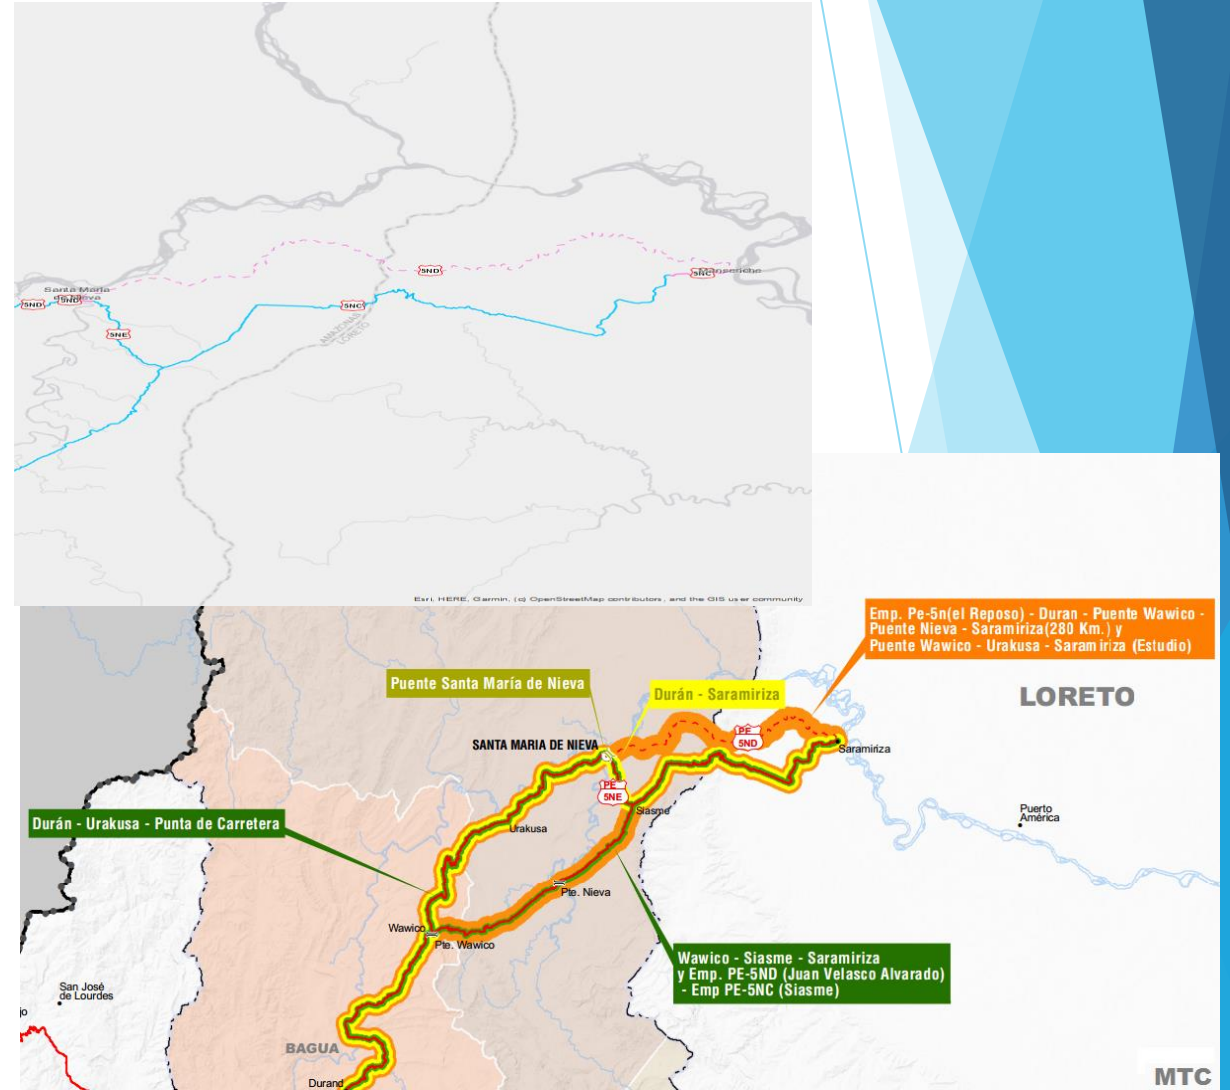 Santa María
de Nieva
5ND
5ND
5NE
5NC
5ND
5NC
Manseriche
AMAZONAS
LORETO
Esri, HERE, Garmin, (c) OpenStreetMap contributors, and the GIS user community
Emp. Pe-5n(el Reposo) - Duran - Puente Wawico -
Puente Nieva - Saramiriza(280 Km.) y
Puente Wawico - Urakusa - Saramiriza (Estudio)
Puente Santa María de Nieva
Durán - Saramiriza
LORETO
SANTA MARIA DE NIEVA
PE
5ND
Saramiriza
PE
5NE
Siasme
Puerto
América
Durán - Urakusa - Punta de Carretera
Urakusa
Pte. Nieva
Wawico
Pte. Wawico
Wawico - Siasme - Saramiriza
y Emp. PE-5ND (Juan Velasco Alvarado)
- Emp PE-5NC (Siasme)
San José
de Lourdes
jo
BAGUA
Durand
MTC